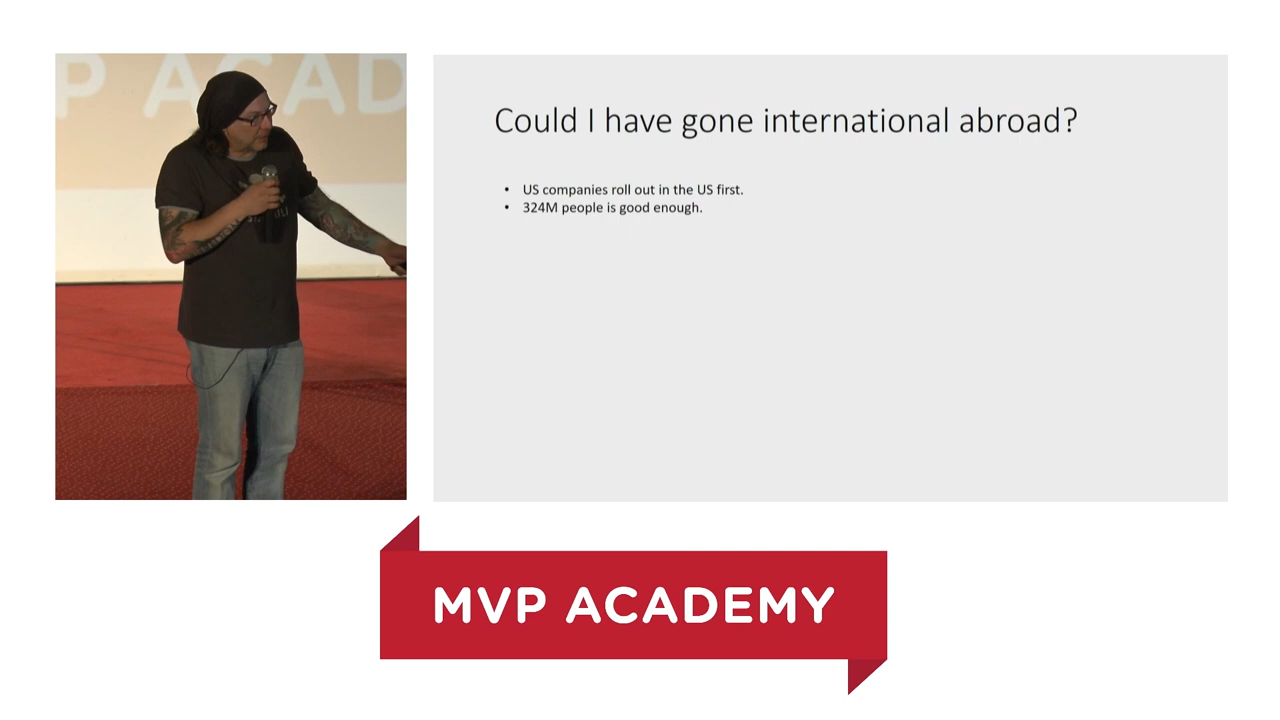 P ACAD
Could I have gone international abroad?
• US companies roll out in the US first.
• 324M people is good enough.
MVP ACADEMY